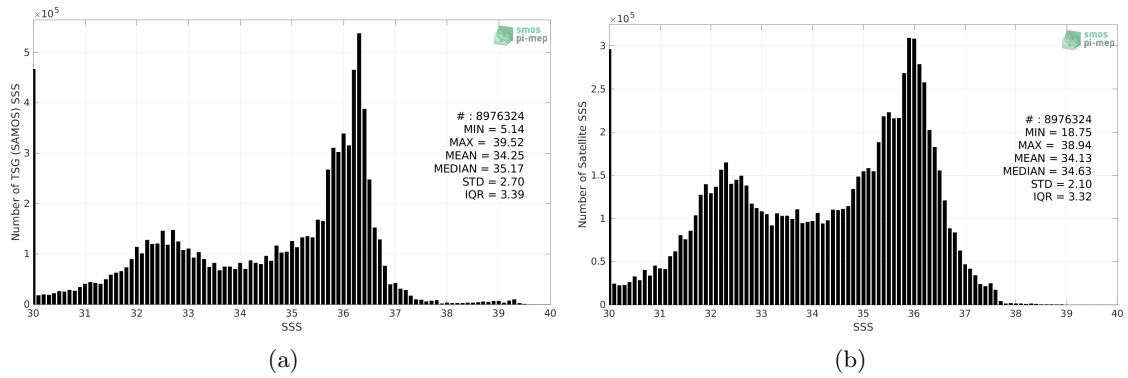 ×10⁵
5
4
3
2
1
0
30 31 32 33 34 35 36 37 38 39 40
SSS
Number of TSG (SAMOS) SSS
smos
pi-mep
# : 8976324
MIN = 5.14
MAX = 39.52
MEAN = 34.25
MEDIAN = 35.17
STD = 2.70
IQR = 3.39
(a)
×10⁵
3
2.5
2
1.5
1
0.5
0
30 31 32 33 34 35 36 37 38 39 40
SSS
Number of Satellite SSS
smos
pi-mep
# : 8976324
MIN = 18.75
MAX = 38.94
MEAN = 34.13
MEDIAN = 34.63
STD = 2.10
IQR = 3.32
(b)